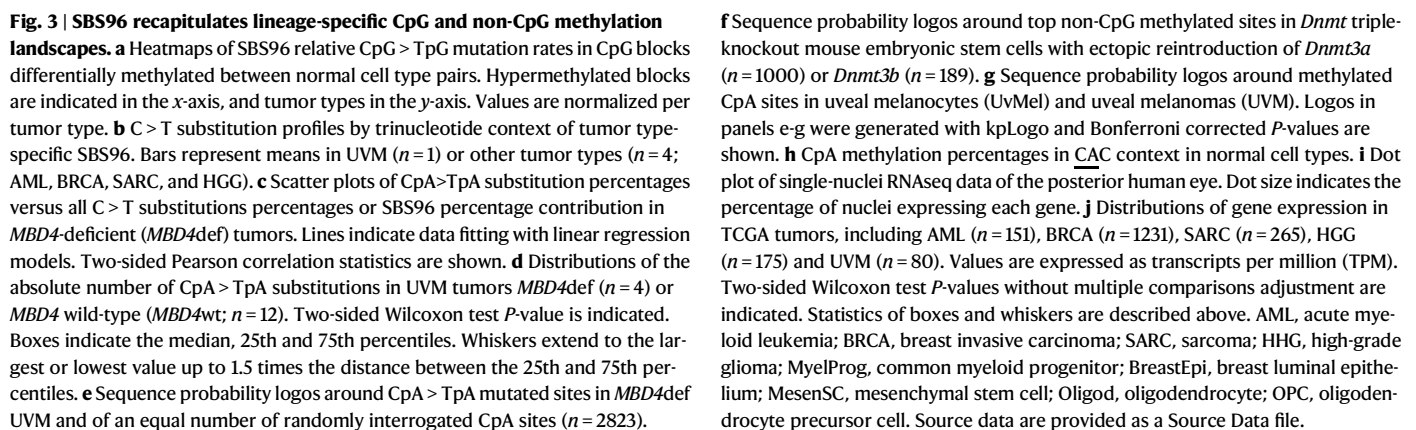 Fig. 3 | SBS96 recapitulates lineage-specific CpG and non-CpG methylation
landscapes. a Heatmaps of SBS96 relative CpG > TpG mutation rates in CpG blocks
differentially methylated between normal cell type pairs. Hypermethylated blocks
are indicated in the x-axis, and tumor types in the y-axis. Values are normalized per
tumor type. b C > T substitution profiles by trinucleotide context of tumor type-
specific SBS96. Bars represent means in UVM (n = 1) or other tumor types (n = 4;
AML, BRCA, SARC, and HGG). c Scatter plots of CpA>TpA substitution percentages
versus all C > T substitutions percentages or SBS96 percentage contribution in
MBD4-deficient (MBD4def) tumors. Lines indicate data fitting with linear regression
models. Two-sided Pearson correlation statistics are shown. d Distributions of the
absolute number of CpA > TpA substitutions in UVM tumors MBD4def (n = 4) or
MBD4 wild-type (MBD4wt; n = 12). Two-sided Wilcoxon test P-value is indicated.
Boxes indicate the median, 25th and 75th percentiles. Whiskers extend to the lar-
gest or lowest value up to 1.5 times the distance between the 25th and 75th per-
centiles. e Sequence probability logos around CpA > TpA mutated sites in MBD4def
UVM and of an equal number of randomly interrogated CpA sites (n = 2823).
f Sequence probability logos around top non-CpG methylated sites in Dnmt triple-
knockout mouse embryonic stem cells with ectopic reintroduction of Dnmt3a
(n = 1000) or Dnmt3b (n = 189). g Sequence probability logos around methylated
CpA sites in uveal melanocytes (UvMel) and uveal melanomas (UVM). Logos in
panels e-g were generated with kpLogo and Bonferroni corrected P-values are
shown. h CpA methylation percentages in CAC context in normal cell types. i Dot
plot of single-nuclei RNAseq data of the posterior human eye. Dot size indicates the
percentage of nuclei expressing each gene. j Distributions of gene expression in
TCGA tumors, including AML (n = 151), BRCA (n = 1231), SARC (n = 265), HGG
(n = 175) and UVM (n = 80). Values are expressed as transcripts per million (TPM).
Two-sided Wilcoxon test P-values without multiple comparisons adjustment are
indicated. Statistics of boxes and whiskers are described above. AML, acute mye-
loid leukemia; BRCA, breast invasive carcinoma; SARC, sarcoma; HHG, high-grade
glioma; MyelProg, common myeloid progenitor; BreastEpi, breast luminal epithe-
lium; MesenSC, mesenchymal stem cell; Oligod, oligodendrocyte; OPC, oligoden-
drocyte precursor cell. Source data are provided as a Source Data file.